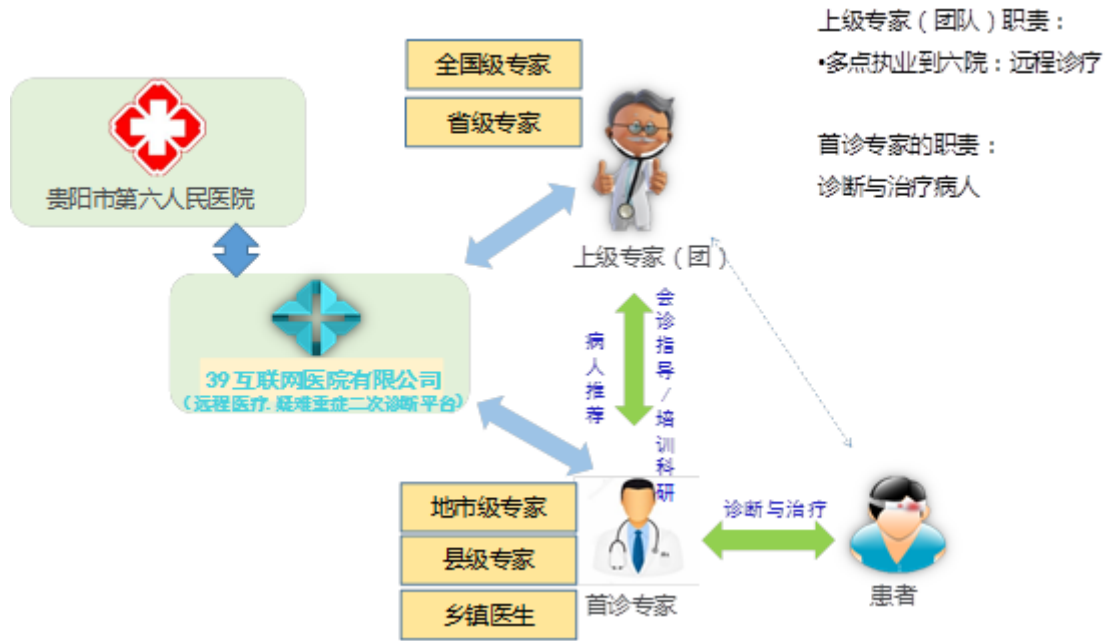 全国级专家
省级专家
上级专家（团队）职责：
•多点执业到六院：远程诊疗
首诊专家的职责：
诊断与治疗病人
贵阳市第六人民医院
上级专家（团）
39互联网医院有限公司
（远程医疗.疑难重症二次诊断平台）
病人推荐
会诊指导/培训科研
地市级专家
县级专家
乡镇医生
首诊专家
诊断与治疗
患者